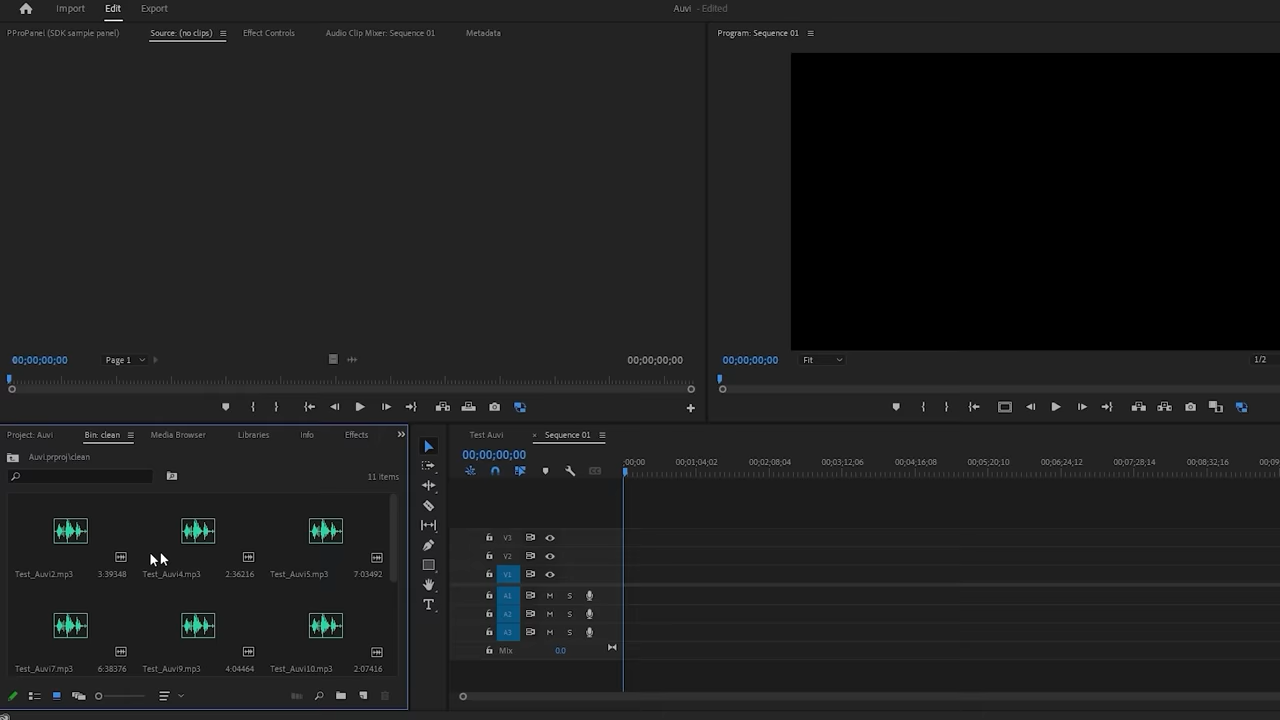 Import Edit Export Auvi - Edited
PProPanel (SDK sample panel) Source: (no clips) Effect Controls Audio Clip Mixer: Sequence 01 Metadata Program: Sequence 01
00;00;00;00 Page 1 00;00;00;00 00;00;00;00 Fit 1/2
Project: Auvi Bin: clean Media Browser Libraries Info Effects Test Auvi × Sequence 01
Auvi.prproj\clean 00;00;00;00
11 Items
;00;00 00;01;04;02 00;02;08;04 00;03;12;06 00;04;16;08 00;05;20;10 00;06;24;12 00;07;28;14 00;08;32;16 00;09
V3
V2
Test_Auvi2.mp3 3:39348 Test_Auvi4.mp3 2:36216 Test_Auvi5.mp3 7:03492 V1
A1 M S
A2 M S
A3 M S
Mix 0.0
Test_Auvi7.mp3 6:38376 Test_Auvi9.mp3 4:04464 Test_Auvi10.mp3 2:07416